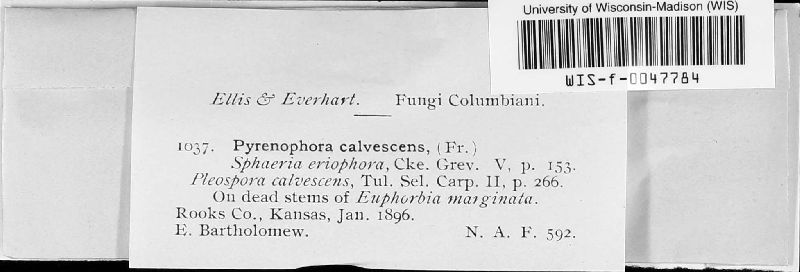 University of Wisconsin-Madison (WIS)
WIS-f-0047784
Ellis & Everhart. Fungi Columbiani.
1037. Pyrenophora calvescens, (Fr.)
Sphaeria eriophora, Cke. Grev. V, p. 153.
Pleospora calvescens, Tul. Sel. Carp. II, p. 266.
On dead stems of Euphorbia marginata.
Rooks Co., Kansas, Jan. 1896.
E. Bartholomew. N. A. F. 592.